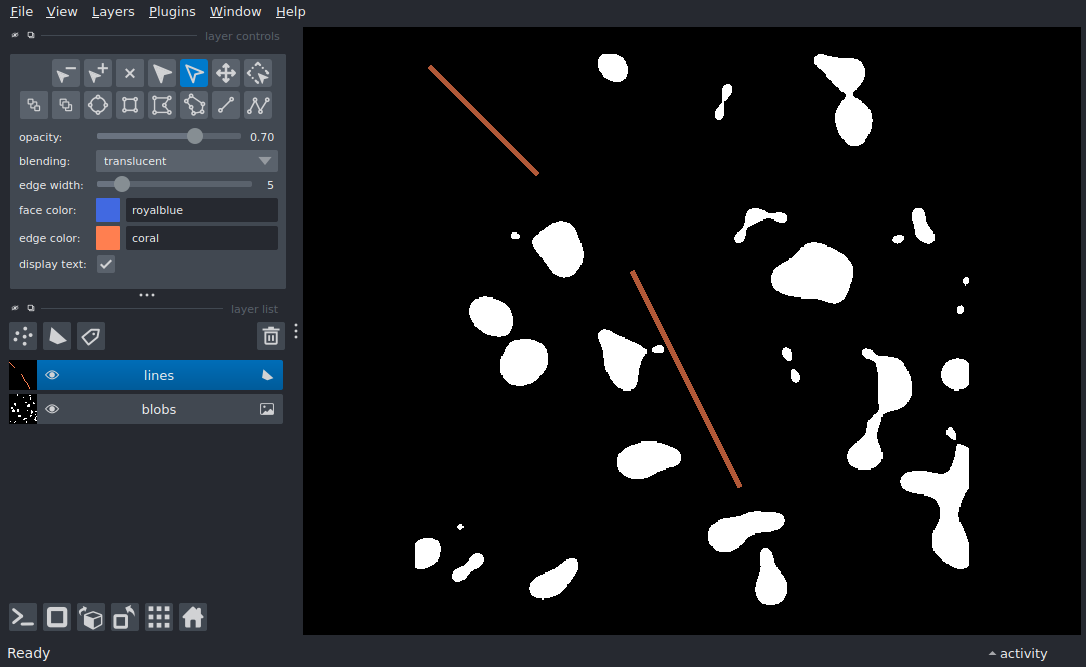 File View Layers Plugins Window Help
layer controls
opacity: 0.70
blending: translucent
edge width: 5
face color: royalblue
edge color: coral
display text:
layer list
lines
blobs
Ready
activity